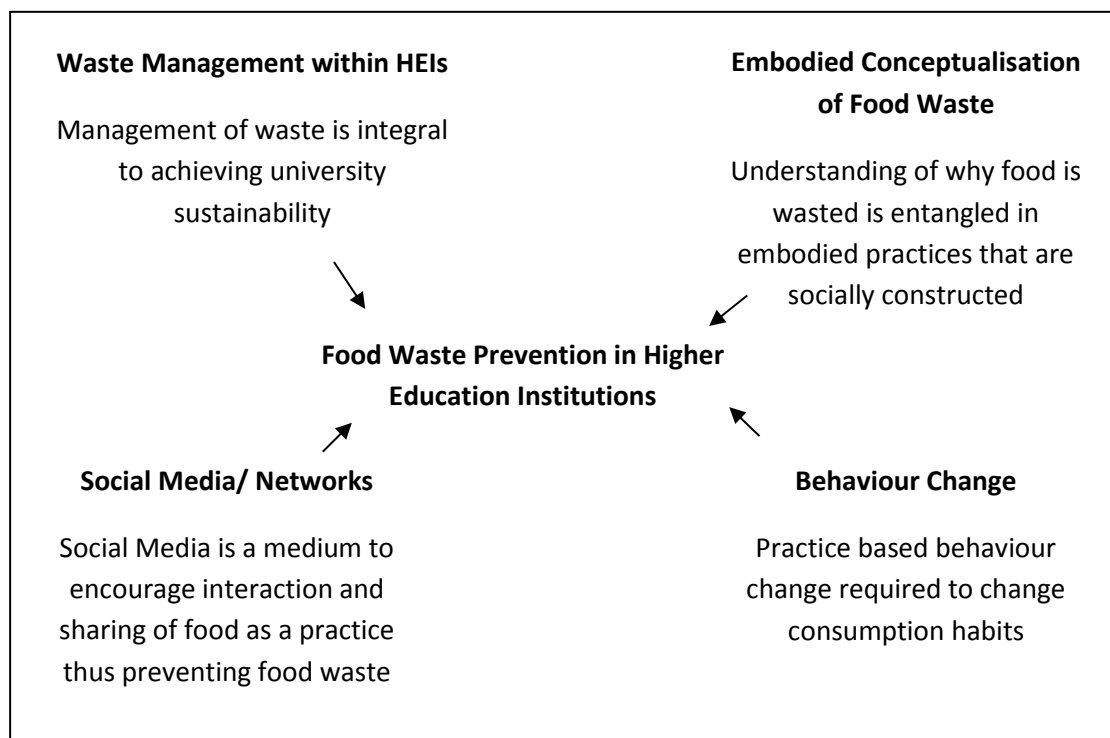 Waste Management within HEIs
Management of waste is integral
to achieving university
sustainability
Embodied Conceptualisation
of Food Waste
Understanding of why food is
wasted is entangled in
embodied practices that are
socially constructed
Food Waste Prevention in Higher
Education Institutions
Social Media/ Networks
Social Media is a medium to
encourage interaction and
sharing of food as a practice
thus preventing food waste
Behaviour Change
Practice based behaviour
change required to change
consumption habits